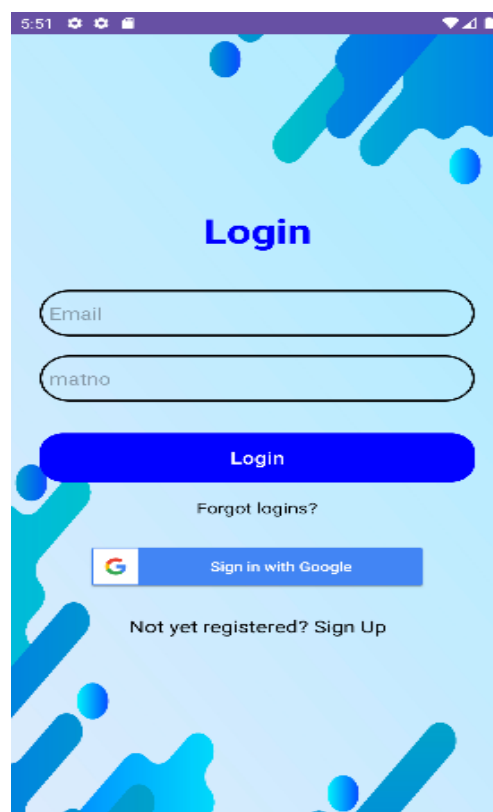 5:51
Login
Email
matno
Login
Forgot logins?
G Sign in with Google
Not yet registered? Sign Up